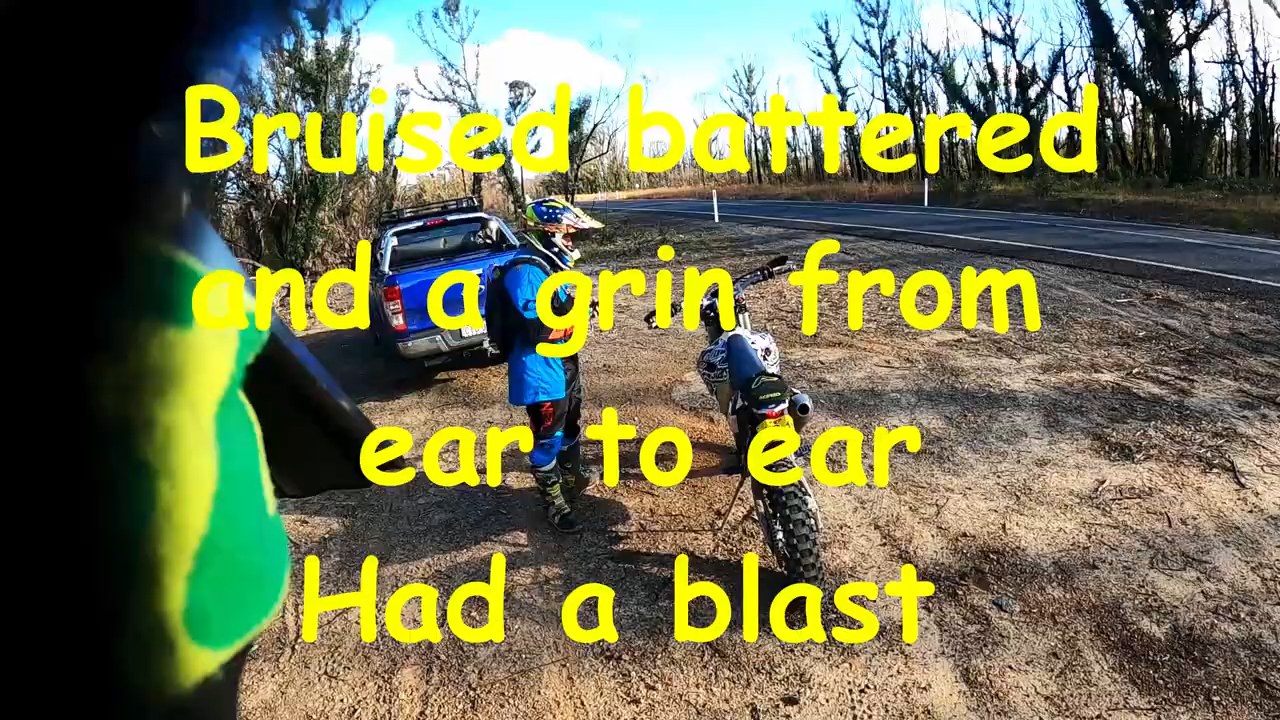 Bruised battered
and a grin from
ear to ear
Had a blast